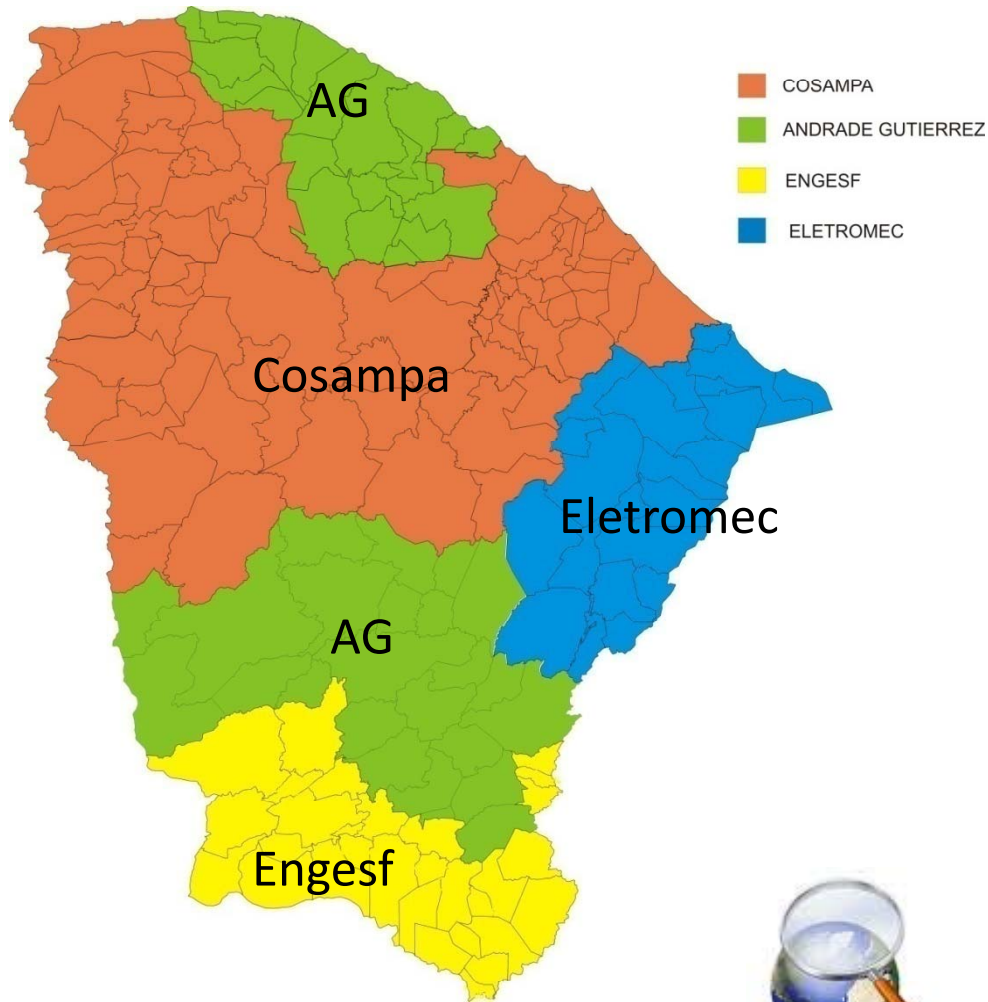 AG
COSAMPA
ANDRADE GUTIERREZ
ENGESF
ELETROMEC
Cosampa
Eletromec
AG
Engesf